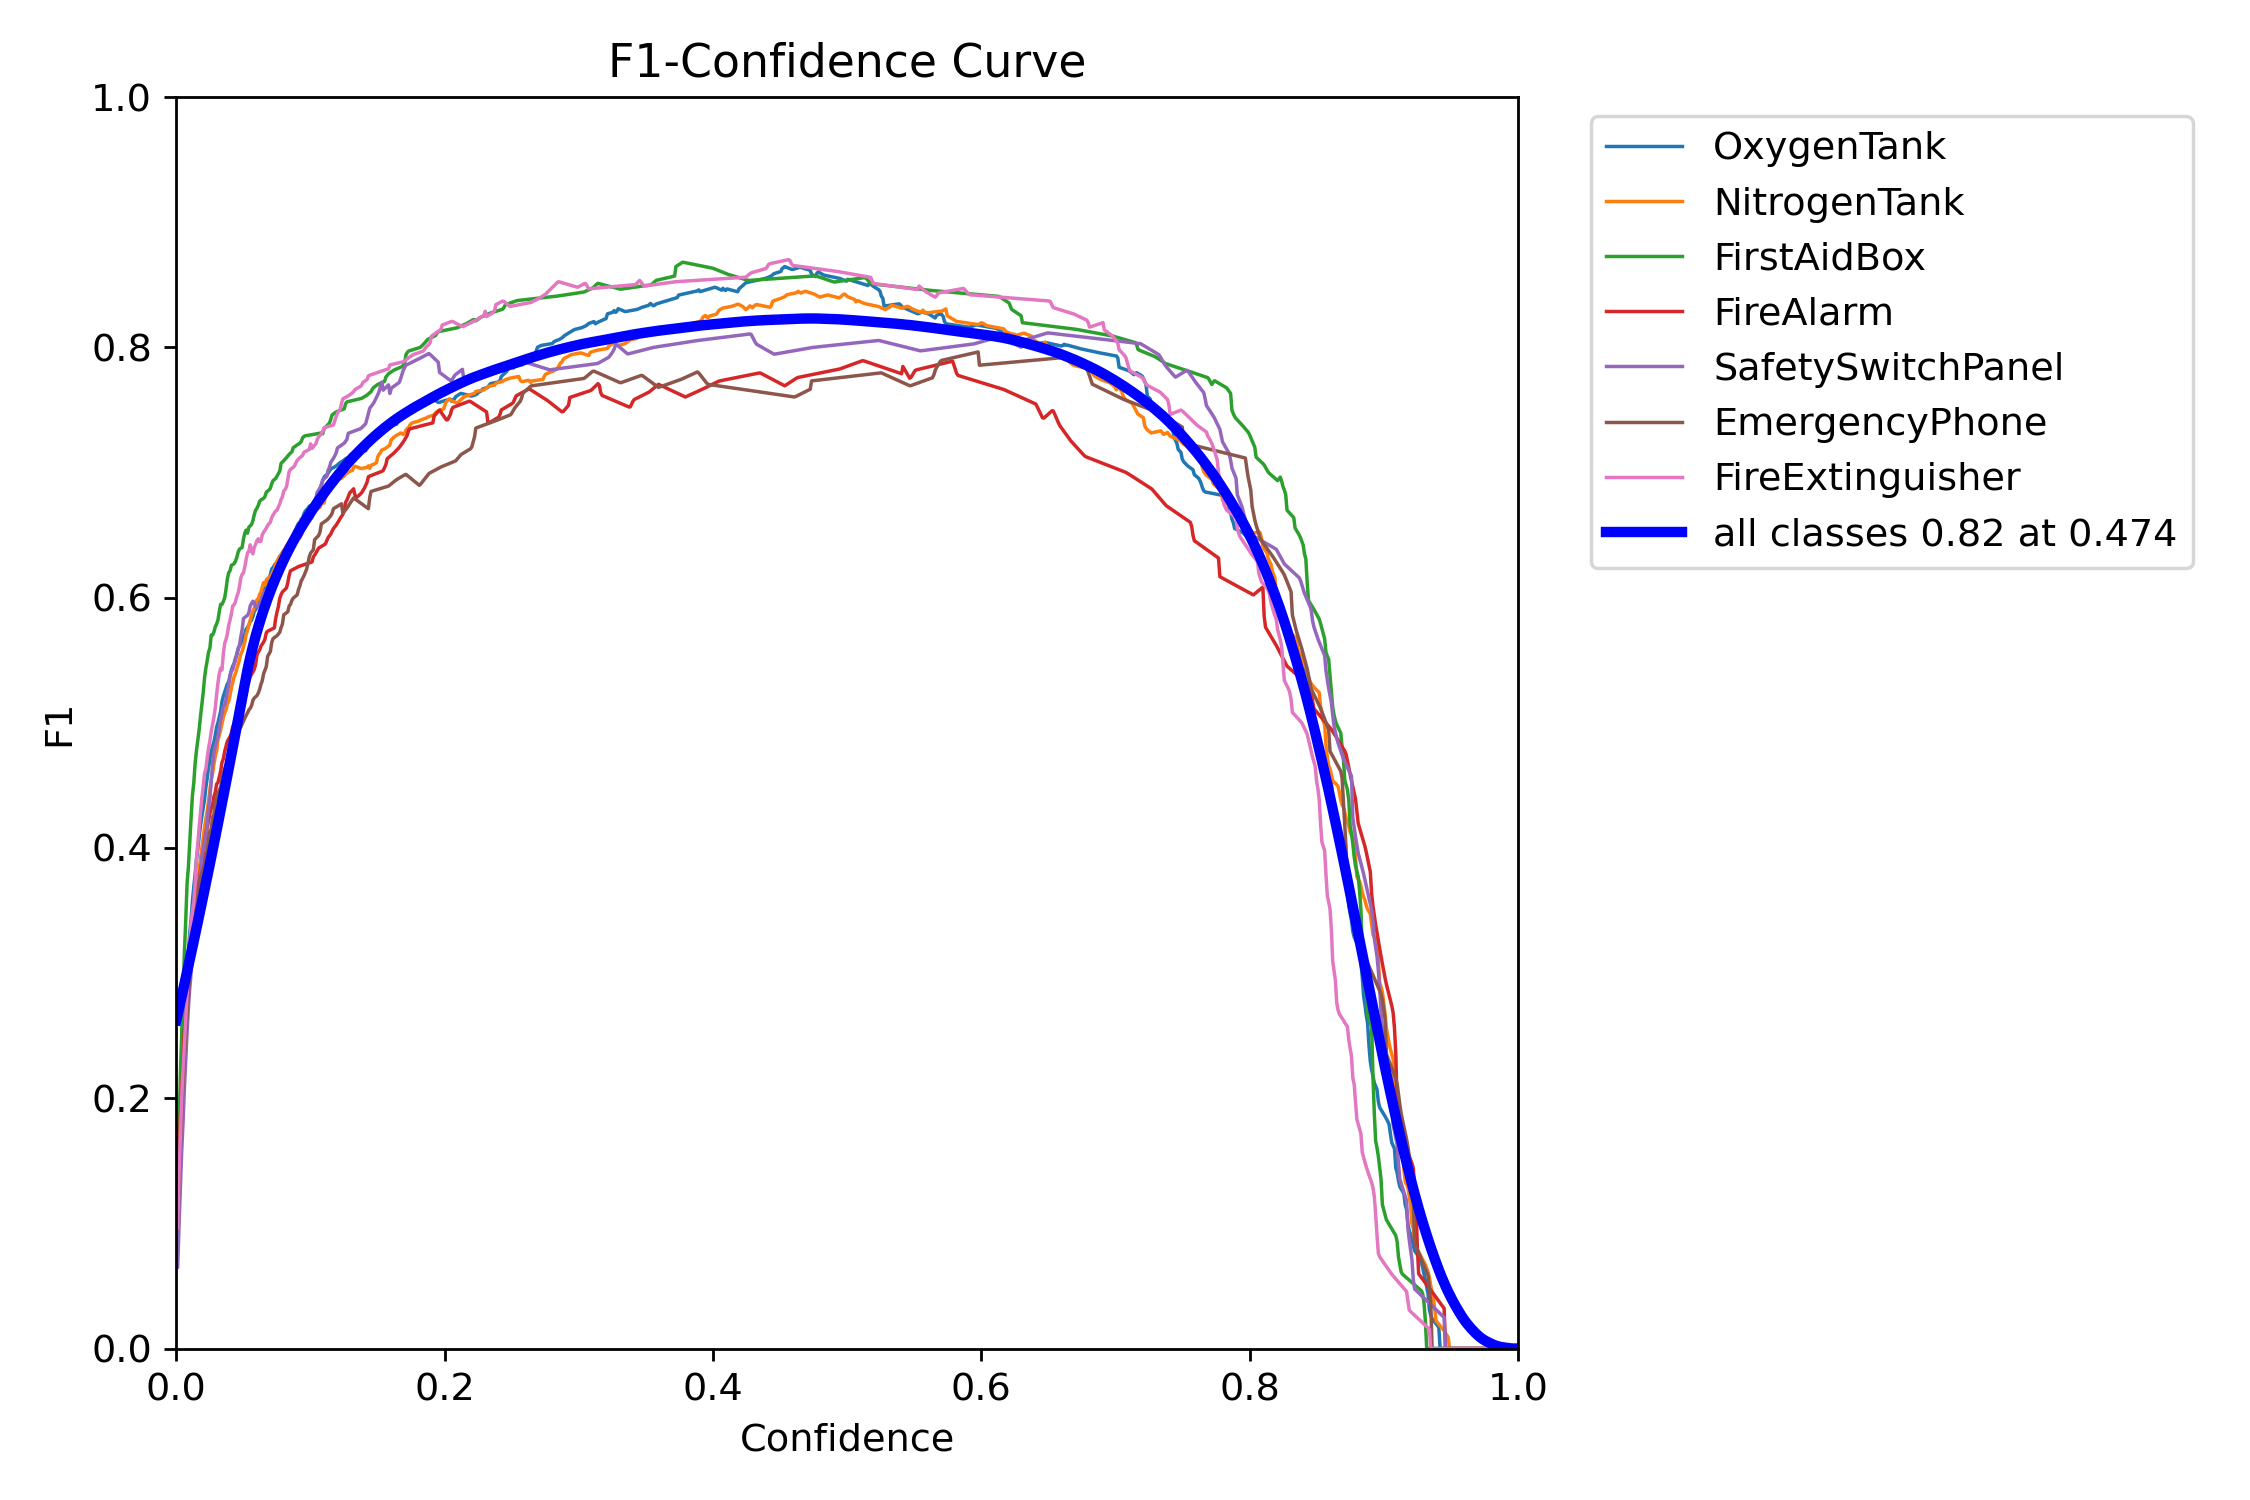 F1-Confidence Curve
1.0
0.8
0.6
0.4
0.2
0.0
F1
0.0 0.2 0.4 0.6 0.8 1.0
Confidence
OxygenTank
NitrogenTank
FirstAidBox
FireAlarm
SafetySwitchPanel
EmergencyPhone
FireExtinguisher
all classes 0.82 at 0.474